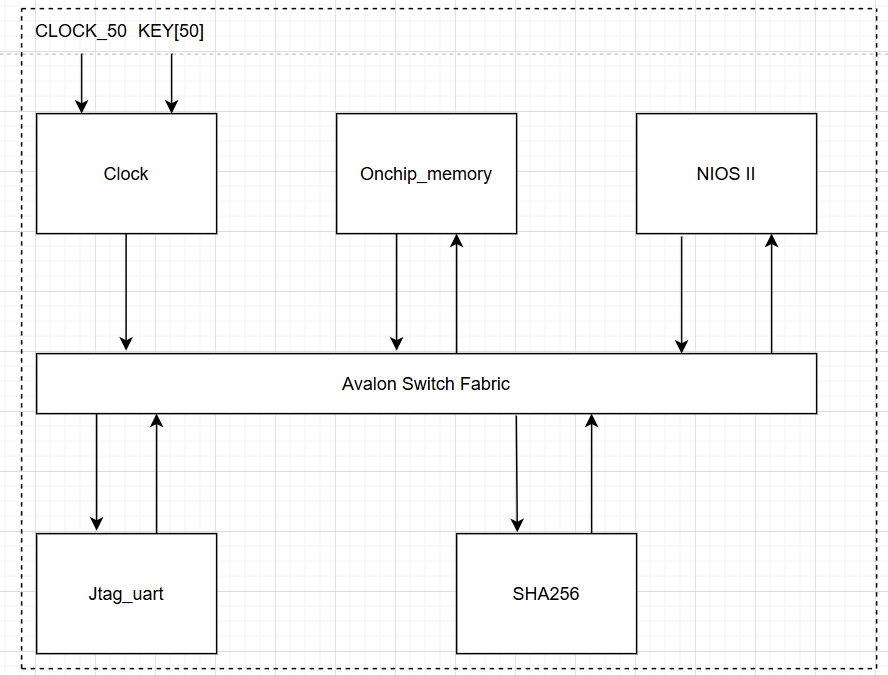 CLOCK_50 KEY[50]
Clock
Onchip_memory
NIOS II
Avalon Switch Fabric
Jtag_uart
SHA256